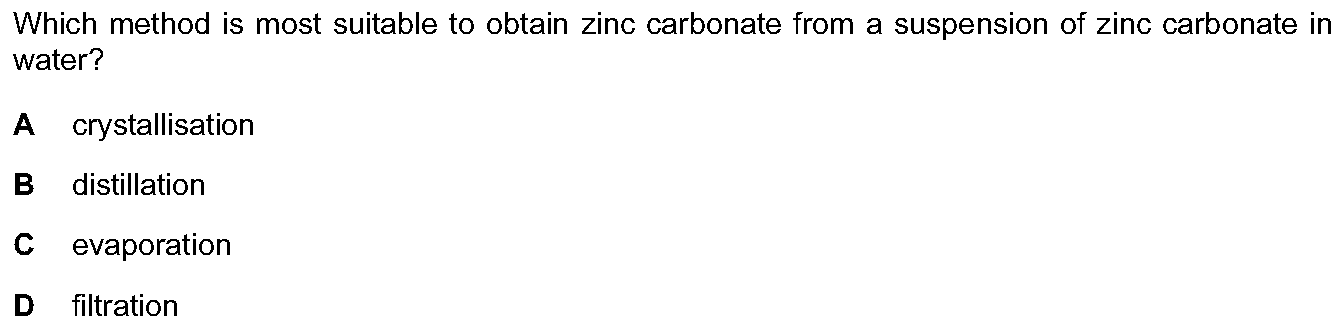 Which method is most suitable to obtain zinc carbonate from a suspension of zinc carbonate in
water?
A crystallisation
B distillation
C evaporation
D filtration